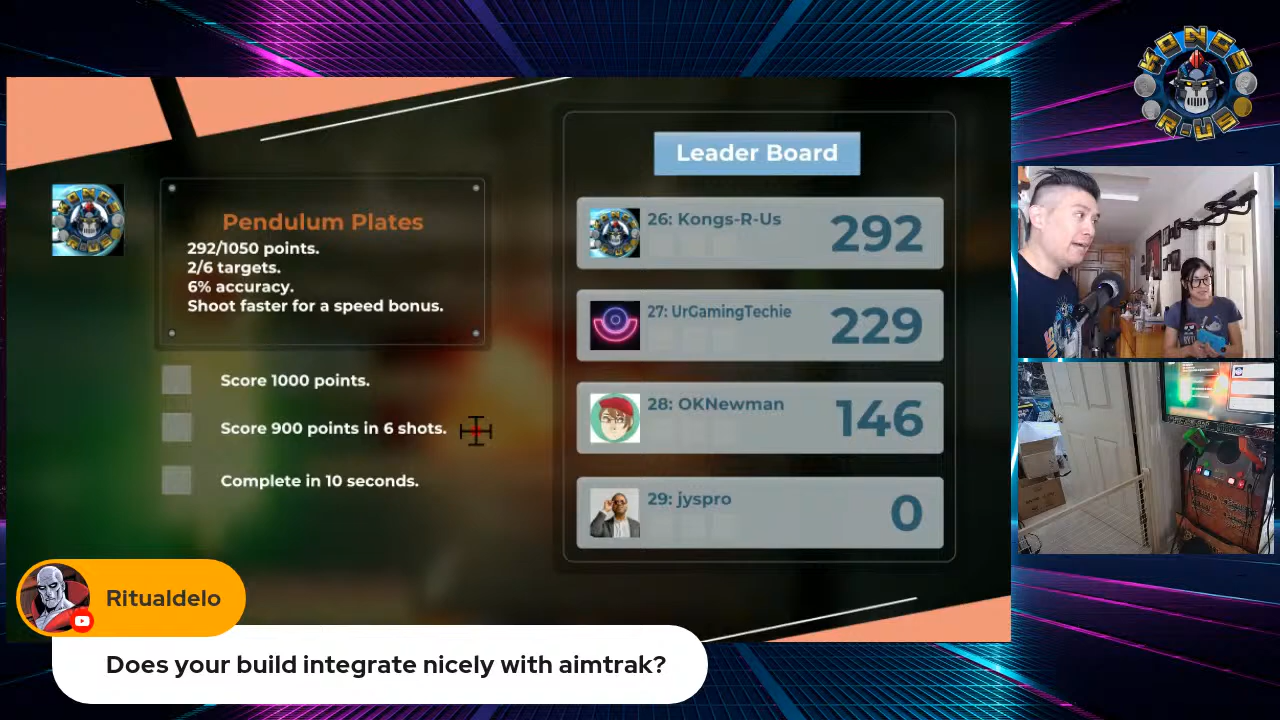 KONGS
R-US
Leader Board
Pendulum Plates
292/1050 points.
2/6 targets.
6% accuracy.
Shoot faster for a speed bonus.
Score 1000 points.
Score 900 points in 6 shots.
Complete in 10 seconds.
26: Kongs-R-Us
292
27: UrGamingTechie
229
28: OKNewman
146
29: jyspro
0
Ritualdelo
Does your build integrate nicely with aimtrak?